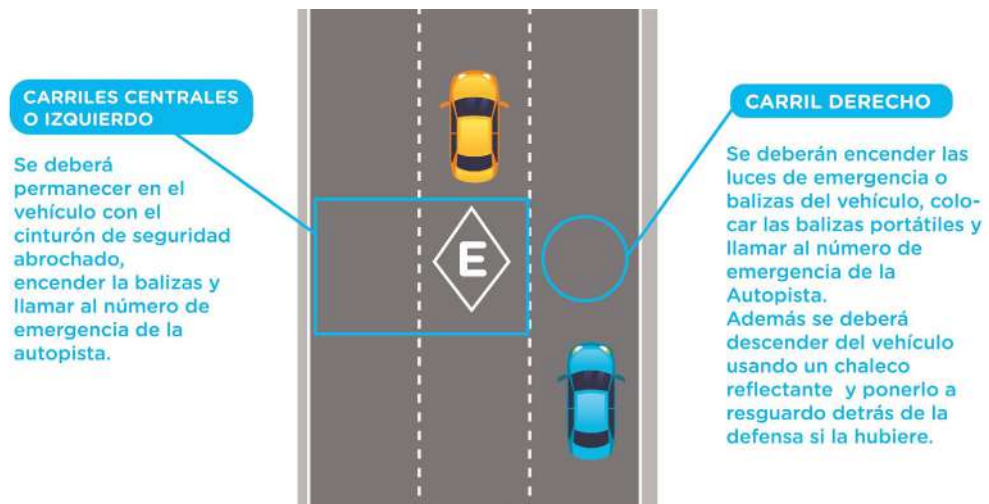 CARRILES CENTRALES
O IZQUIERDO
Se deberá
permanecer en el
vehículo con el
cinturón de seguridad
abrochado,
encender la balizas y
llamar al número de
emergencia de la
autopista.
E
CARRIL DERECHO
Se deberán encender las
luces de emergencia o
balizas del vehículo, colo-
car las balizas portátiles y
llamar al número de
emergencia de la
Autopista.
Además se deberá
descender del vehículo
usando un chaleco
reflectante y ponerlo a
resguardo detrás de la
defensa si la hubiere.